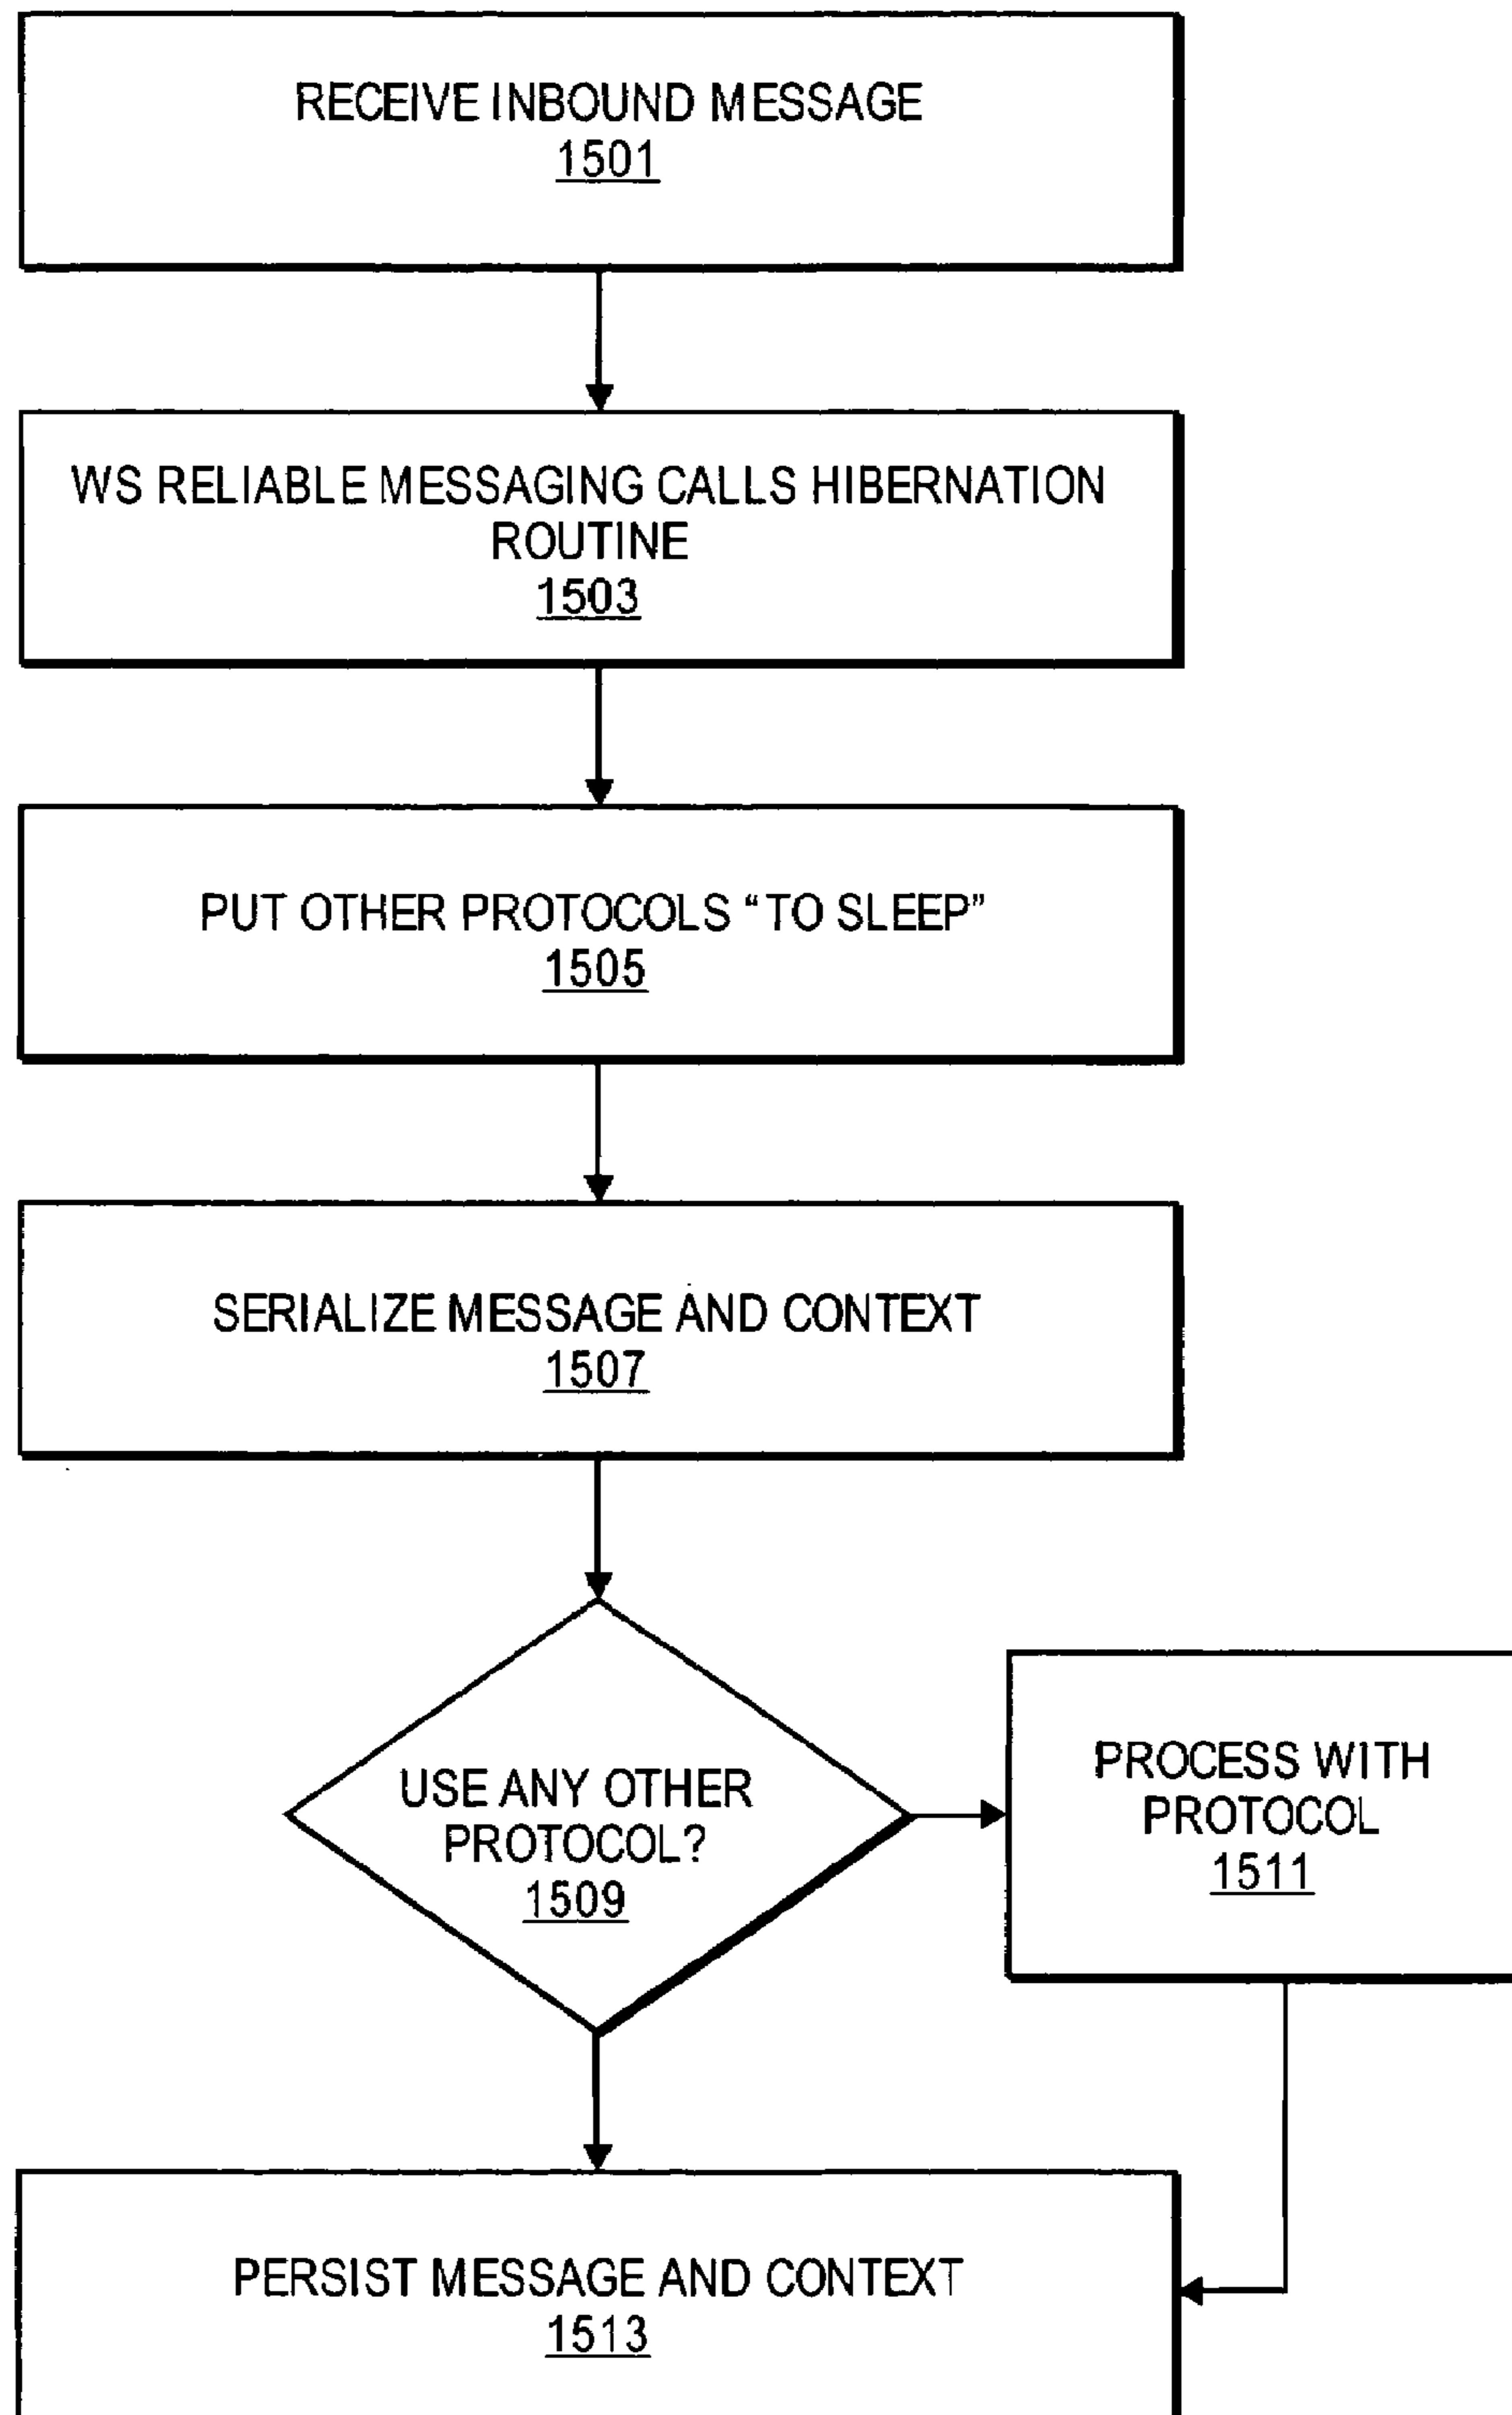 RECEIVE INBOUND MESSAGE
1501
WS RELIABLE MESSAGING CALLS HIBERNATION
ROUTINE
1503
PUT OTHER PROTOCOLS “TO SLEEP”
1505
SERIALIZE MESSAGE AND CONTEXT
1507
USE ANY OTHER
PROTOCOL?
1509
PROCESS WITH
PROTOCOL
1511
PERSIST MESSAGE AND CONTEXT
1513